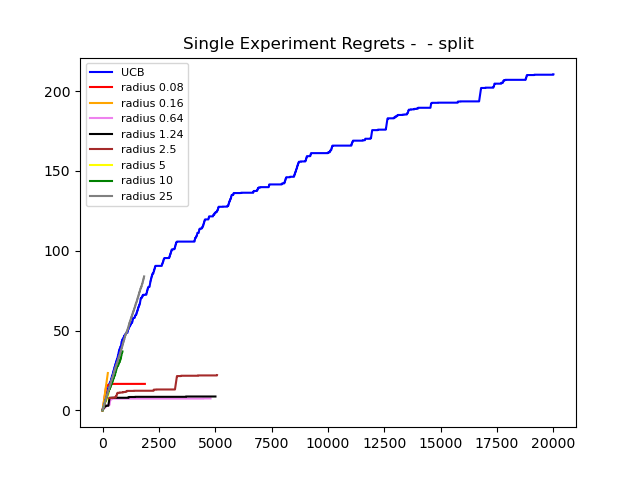 Single Experiment Regrets -  - split
UCB
radius 0.08
radius 0.16
radius 0.64
radius 1.24
radius 2.5
radius 5
radius 10
radius 25
200
150
100
50
0
0 2500 5000 7500 10000 12500 15000 17500 20000